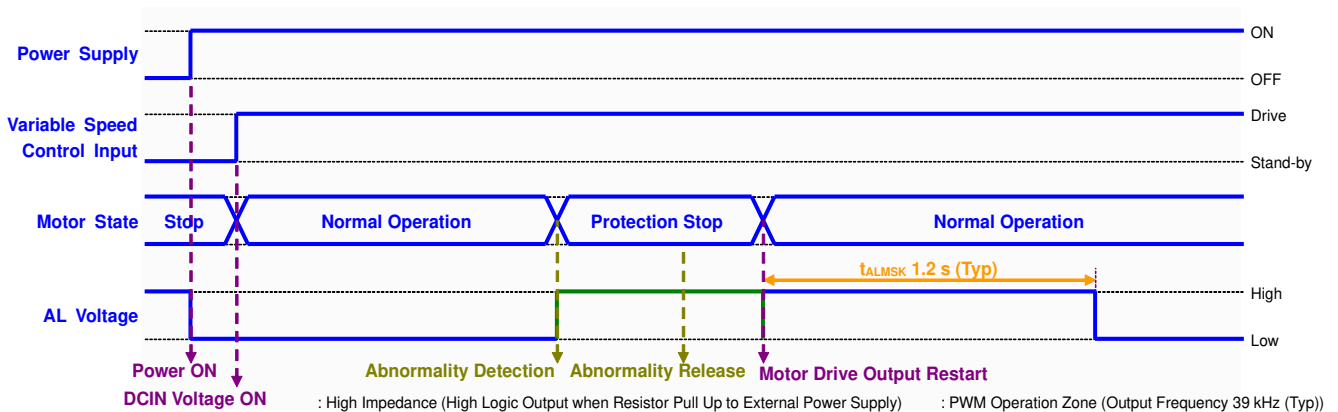 Power Supply
ON
OFF
Variable Speed
Control Input
Drive
Stand-by
Motor State
Stop
Normal Operation
Protection Stop
Normal Operation
tALMSK 1.2 s (Typ)
AL Voltage
High
Low
Power ON
Abnormality Detection
Abnormality Release
Motor Drive Output Restart
DCIN Voltage ON
: High Impedance (High Logic Output when Resistor Pull Up to External Power Supply)
: PWM Operation Zone (Output Frequency 39 kHz (Typ))